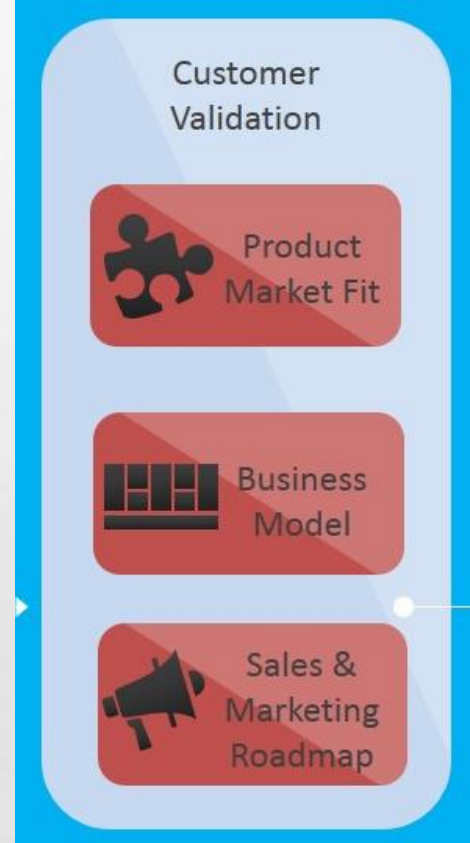 Customer
Validation
Product
Market Fit
Business
Model
Sales &
Marketing
Roadmap